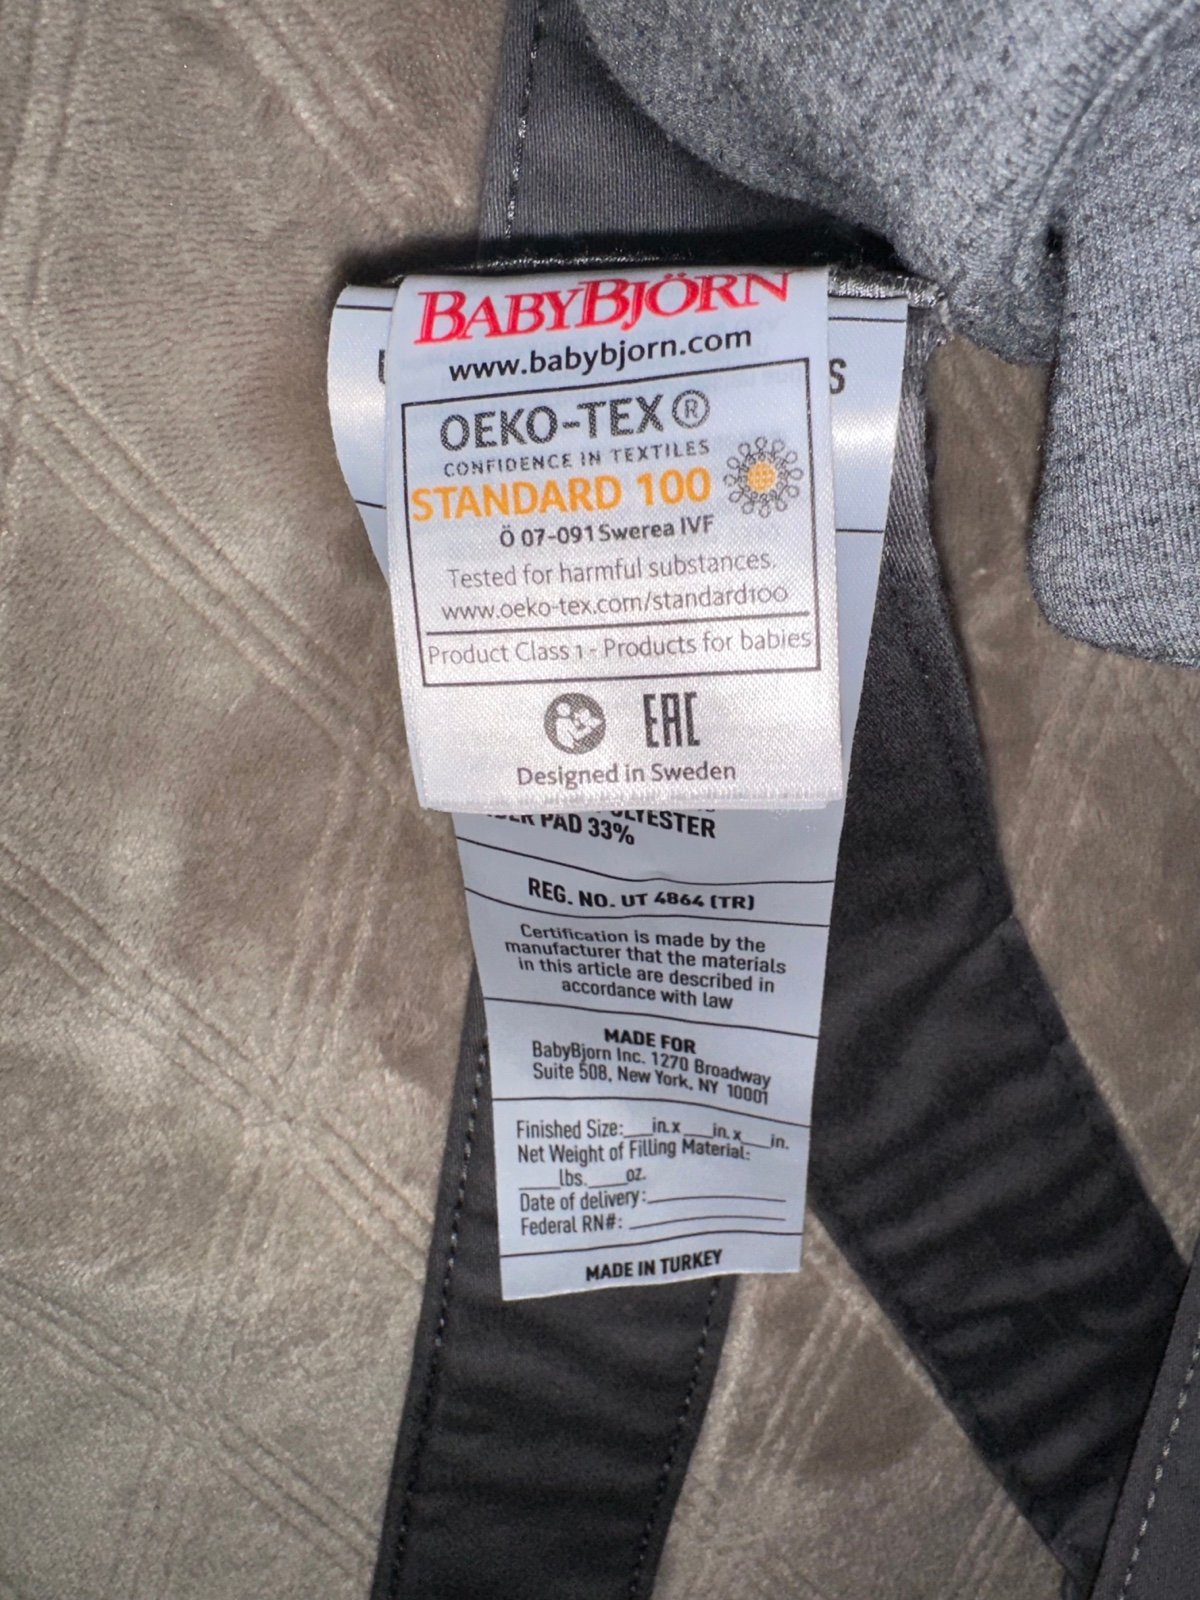 BABYBJÖRN
www.babybjorn.com
OEKO-TEX®
CONFIDENCE IN TEXTILES
STANDARD 100
Ö 07-091 Swerea IVF
Tested for harmful substances.
www.oeko-tex.com/standard100
Product Class 1 - Products for babies
EAC
Designed in Sweden
PAD 33%
REG. NO. UT 4864 (TR)
Certification is made by the
manufacturer that the materials
in this article are described in
accordance with law
MADE FOR
BabyBjorn Inc. 1270 Broadway
Suite 508, New York, NY 10001
Finished Size:___in.x___in.x___in.
Net Weight of Filling Material:
____lbs.____oz.
Date of delivery:______________
Federal RN#:________________
MADE IN TURKEY